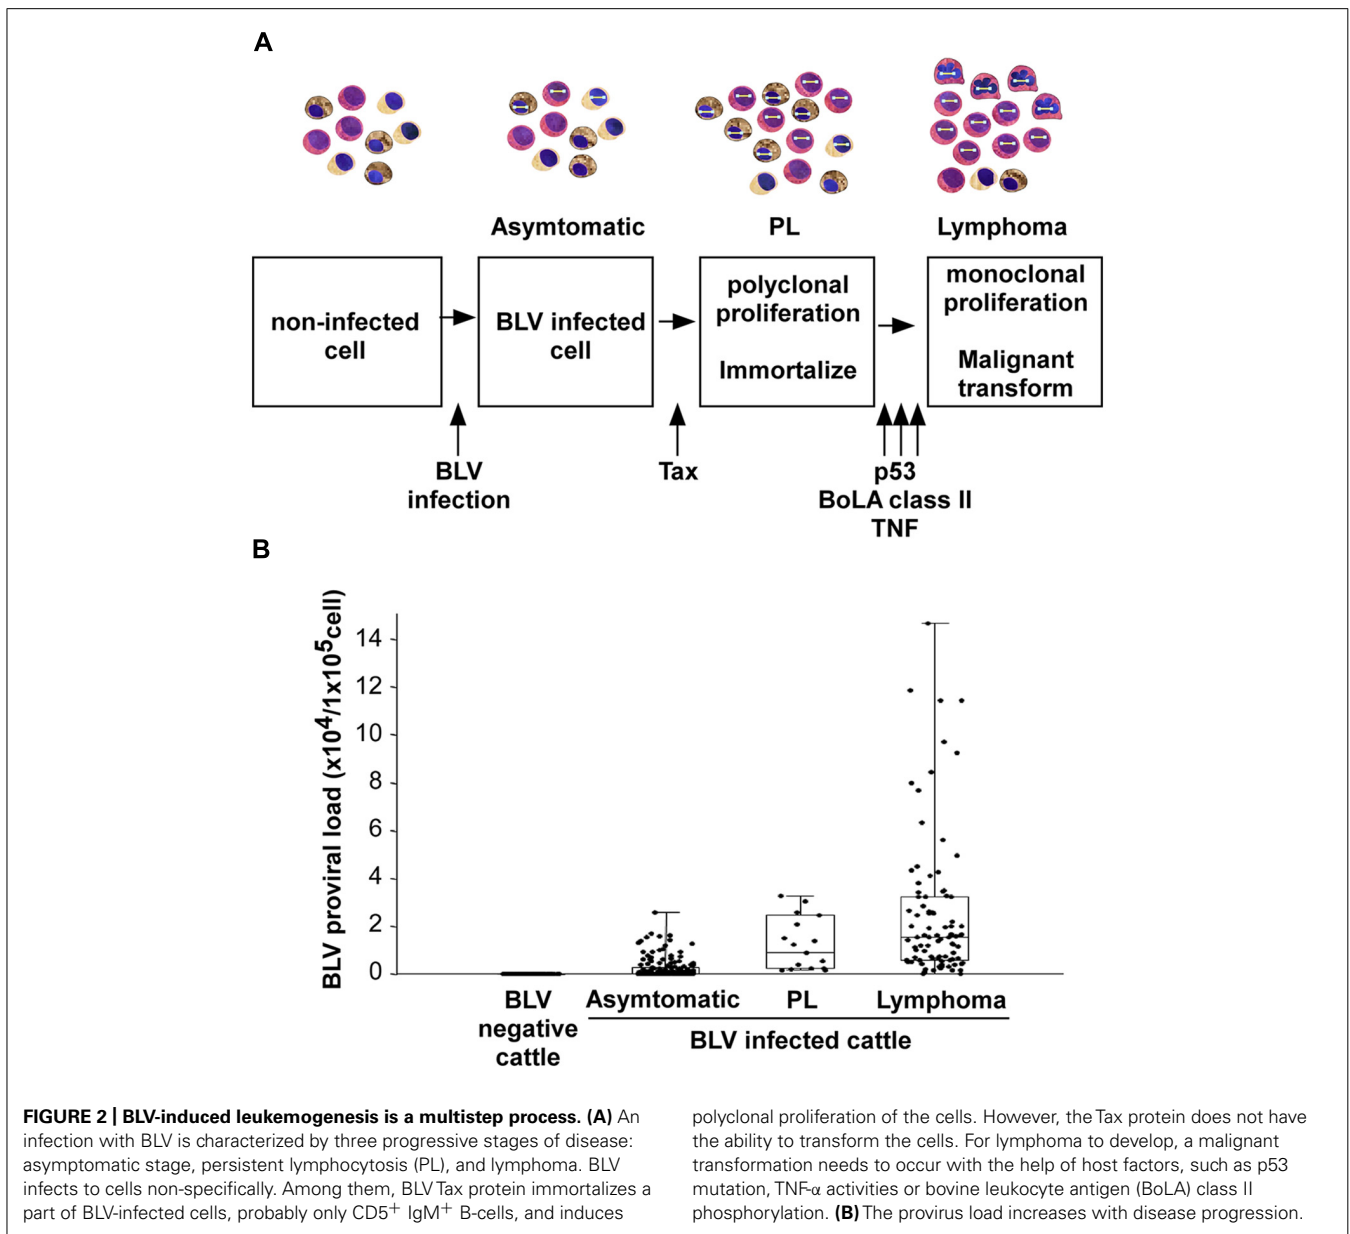 A
Asymtomatic
PL
Lymphoma
non-infected
cell
BLV infected
cell
polyclonal
proliferation
Immortalize
monoclonal
proliferation
Malignant
transform
BLV
infection
Tax
p53
BoLA class II
TNF
B
BLV proviral load (x10⁴/1x10⁵cell)
14
12
10
8
6
4
2
0
BLV
negative
cattle
Asymtomatic
PL
Lymphoma
BLV infected cattle
FIGURE 2 | BLV-induced leukemogenesis is a multistep process. (A) An
infection with BLV is characterized by three progressive stages of disease:
asymptomatic stage, persistent lymphocytosis (PL), and lymphoma. BLV
infects to cells non-specifically. Among them, BLV Tax protein immortalizes a
part of BLV-infected cells, probably only CD5⁺ IgM⁺ B-cells, and induces
polyclonal proliferation of the cells. However, the Tax protein does not have
the ability to transform the cells. For lymphoma to develop, a malignant
transformation needs to occur with the help of host factors, such as p53
mutation, TNF-α activities or bovine leukocyte antigen (BoLA) class II
phosphorylation. (B) The provirus load increases with disease progression.